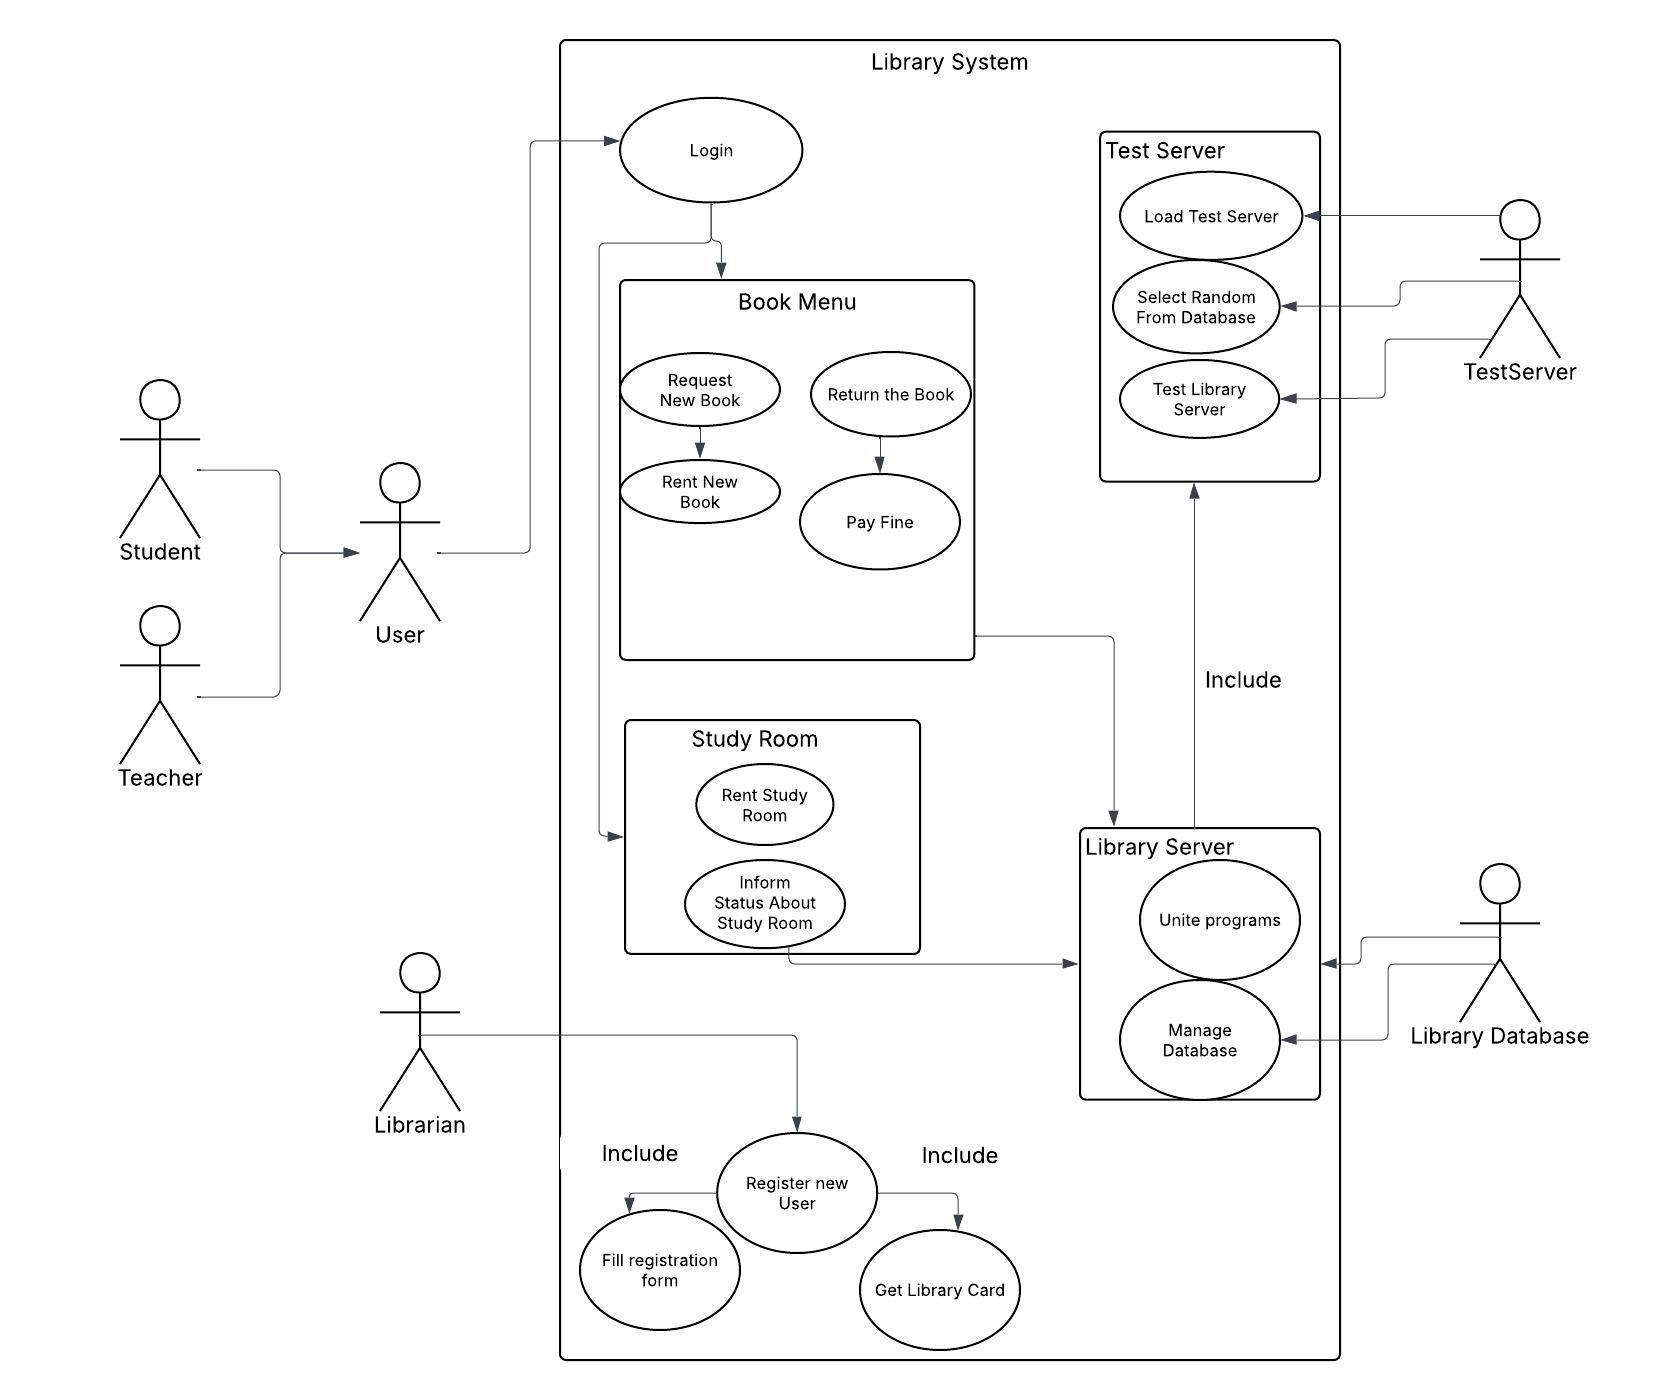 Library System
Login
Test Server
Load Test Server
Select Random
From Database
Test Library
Server
TestServer
Book Menu
Request
New Book
Return the Book
Rent New
Book
Pay Fine
Student
User
Teacher
Include
Study Room
Rent Study
Room
Inform
Status About
Study Room
Library Server
Unite programs
Manage
Database
Library Database
Librarian
Include
Include
Register new
User
Fill registration
form
Get Library Card